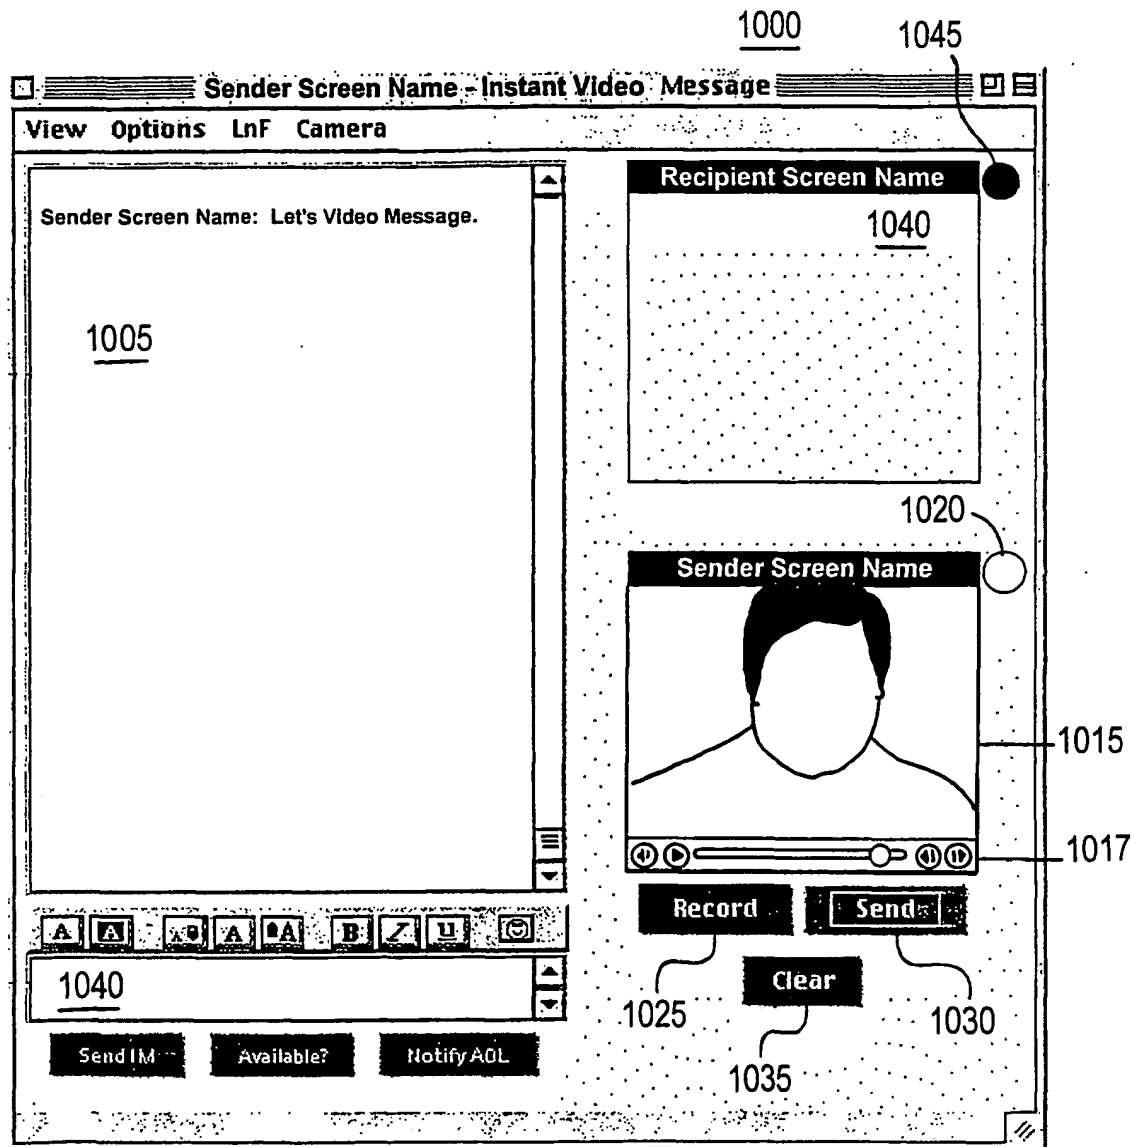 1000
1045
Sender Screen Name - Instant Video Message
View Options LnF Camera
Recipient Screen Name
Sender Screen Name: Let's Video Message.
1040
1005
1020
Sender Screen Name
1015
1017
Record Send
A A A A A B I U
1040
Clear
1025
1030
Send IM Available? Notify AOL
1035